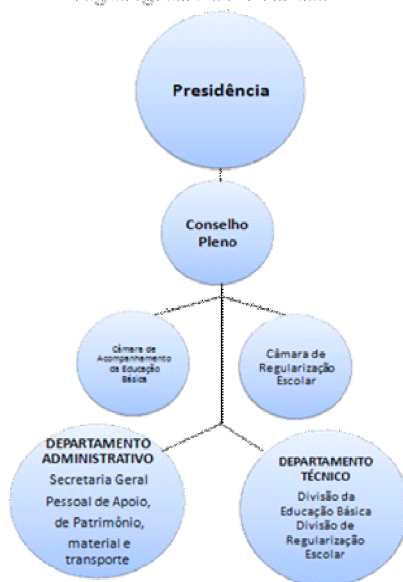 Presidência
Conselho
Pleno
Câmara de
Acompanhamento
da Educação
Básica
Câmara de
Regularização
Escolar
DEPARTAMENTO
ADMINISTRATIVO
Secretaria Geral
Pessoal de Apoio,
de Patrimônio,
material e
transporte
DEPARTAMENTO
TÉCNICO
Divisão da
Educação Básica
Divisão de
Regularização
Escolar